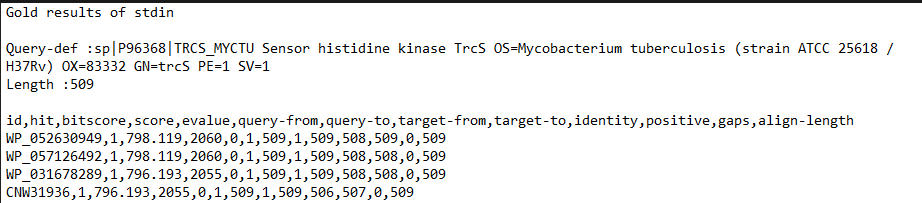 Gold results of stdin
Query-def :sp|P96368|TRCS_MYCTU Sensor histidine kinase TrcS OS=Mycobacterium tuberculosis (strain ATCC 25618 /
H37Rv) OX=83332 GN=trcS PE=1 SV=1
Length :509
id,hit,bitscore,score,evalue,query-from,query-to,target-from,target-to,identity,positive,gaps,align-length
WP_052630949,1,798.119,2060,0,1,509,1,509,508,509,0,509
WP_057126492,1,798.119,2060,0,1,509,1,509,508,508,0,509
WP_031678289,1,796.193,2055,0,1,509,1,509,508,508,0,509
CNW31936,1,796.193,2055,0,1,509,1,509,506,507,0,509